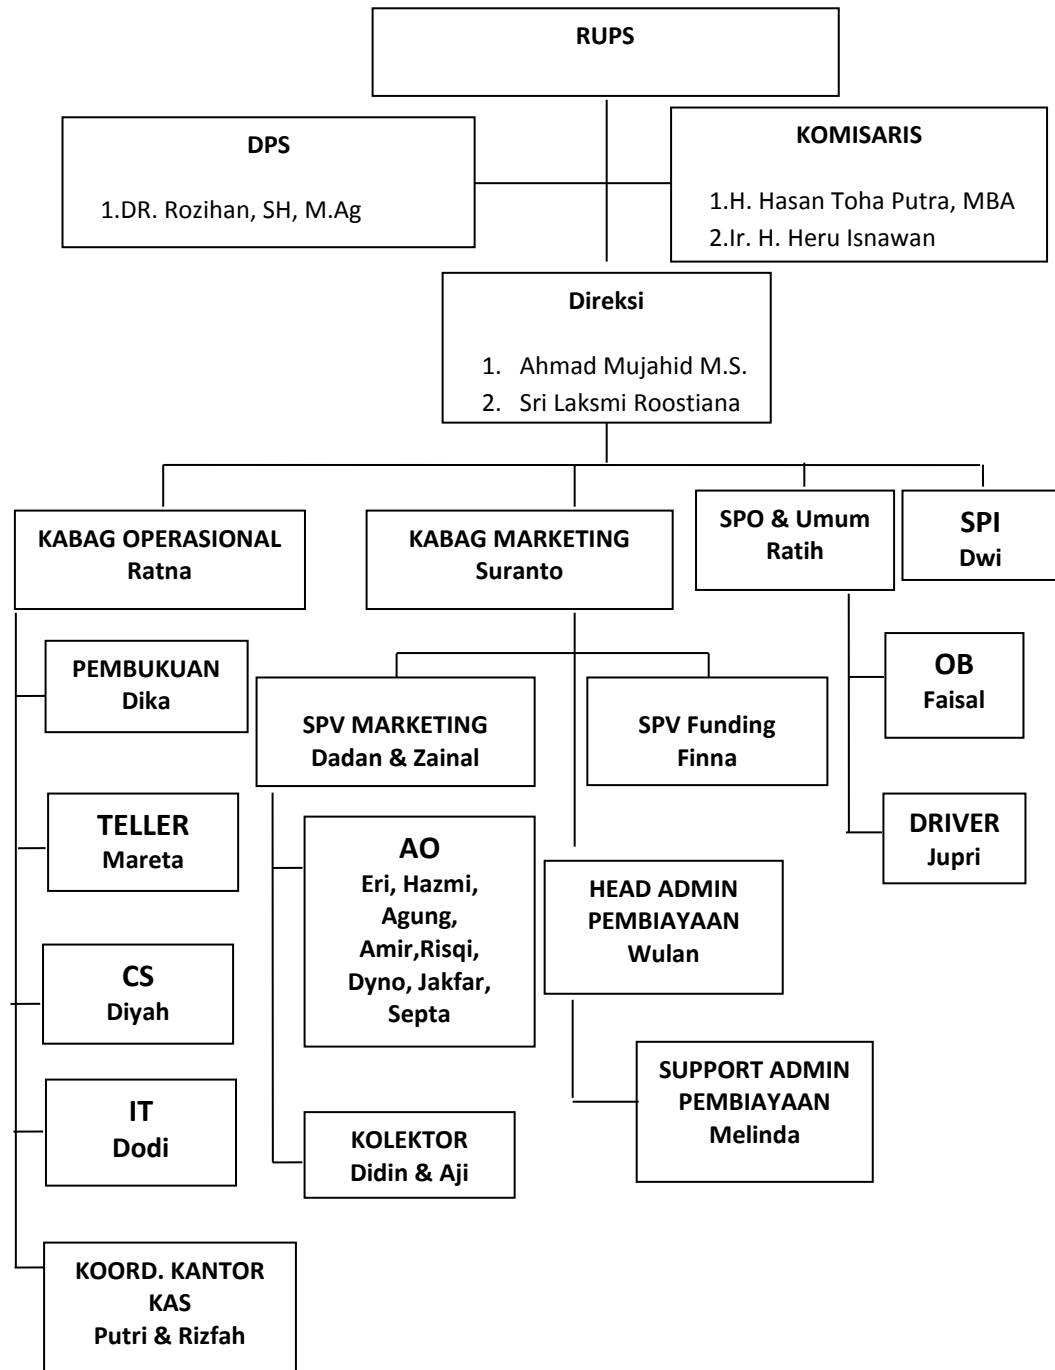 RUPS
DPS
1.DR. Rozihan, SH, M.Ag
KOMISARIS
1.H. Hasan Toha Putra, MBA
2.Ir. H. Heru Isnawan
Direksi
1. Ahmad Mujahid M.S.
2. Sri Laksmi Roostiana
KABAG OPERASIONAL
Ratna
KABAG MARKETING
Suranto
SPO & Umum
Ratih
SPI
Dwi
PEMBUKUAN
Dika
TELLER
Mareta
CS
Diyah
IT
Dodi
KOORD. KANTOR
KAS
Putri & Rizfah
SPV MARKETING
Dadan & Zainal
AO
Eri, Hazmi,
Agung,
Amir,Risqi,
Dyno, Jakfar,
Septa
KOLEKTOR
Didin & Aji
SPV Funding
Finna
HEAD ADMIN
PEMBIAYAAN
Wulan
SUPPORT ADMIN
PEMBIAYAAN
Melinda
OB
Faisal
DRIVER
Jupri